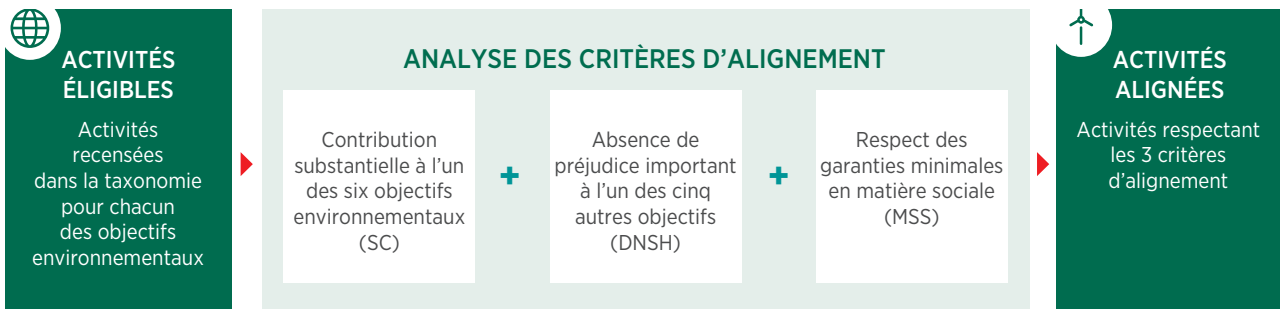 ACTIVITÉS
ÉLIGIBLES
Activités
recensées
dans la taxonomie
pour chacun
des objectifs
environnementaux
ANALYSE DES CRITÈRES D’ALIGNEMENT
Contribution
substantielle à l’un
des six objectifs
environnementaux
(SC)
+
Absence de
préjudice important
à l’un des cinq
autres objectifs
(DNSH)
+
Respect des
garanties minimales
en matière sociale
(MSS)
ACTIVITÉS
ALIGNÉES
Activités respectant
les 3 critères
d’alignement